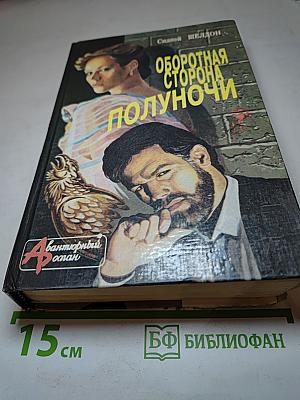 Сидней ШЕЛДОН
ОБОРОТНАЯ
СТОРОНА
ПОЛУНОЧИ
Авантюрный
Роман
15 см
БФ БИБЛИОФАН